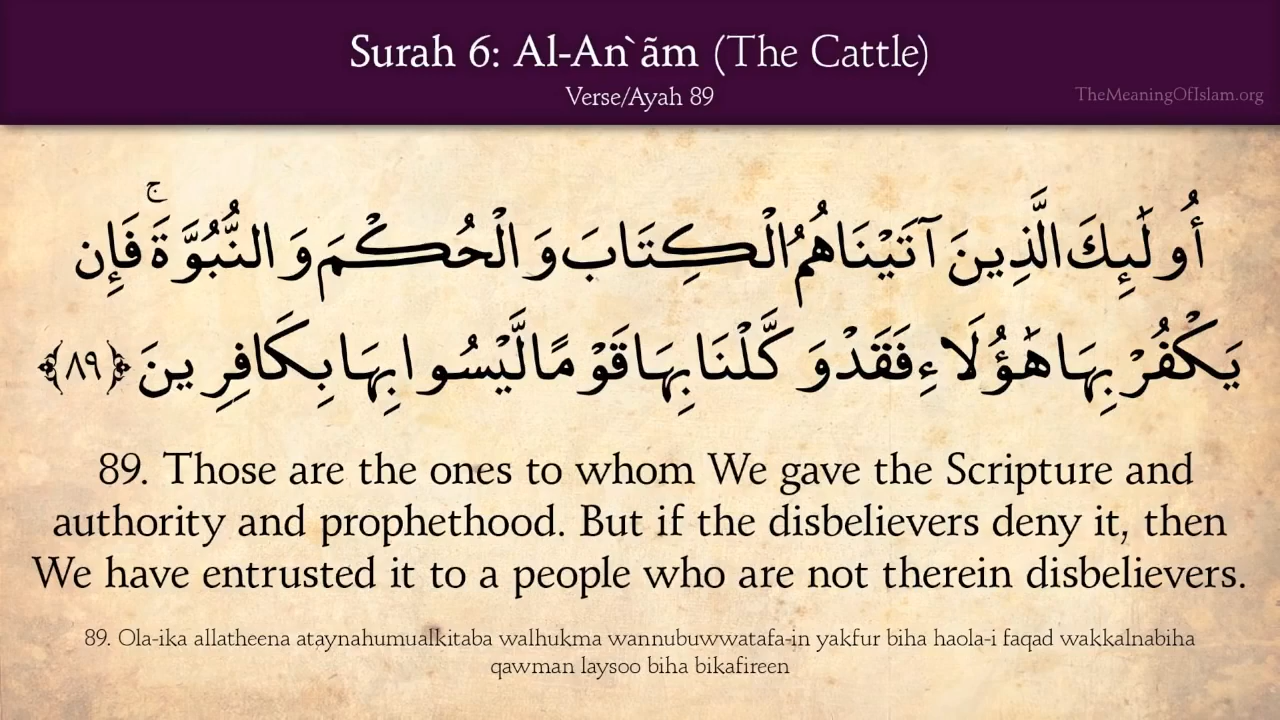 Surah 6: Al-An`ãm (The Cattle)
Verse/Ayah 89
TheMeaningOfIslam.org
أُولَٰئِكَ الَّذِينَ آتَيْنَاهُمُ الْكِتَابَ وَالْحُكْمَ وَالنُّبُوَّةَ ۚ فَإِن
يَكْفُرْ بِهَا هَٰؤُلَاءِ فَقَدْ وَكَّلْنَا بِهَا قَوْمًا لَّيْسُوا بِهَا بِكَافِرِينَ ﴿٨٩﴾
89. Those are the ones to whom We gave the Scripture and
authority and prophethood. But if the disbelievers deny it, then
We have entrusted it to a people who are not therein disbelievers.
89. Ola-ika allatheena ataynahumualkitaba walhukma wannubuwwatafa-in yakfur biha haola-i faqad wakkalnabiha
qawman laysoo biha bikafireen